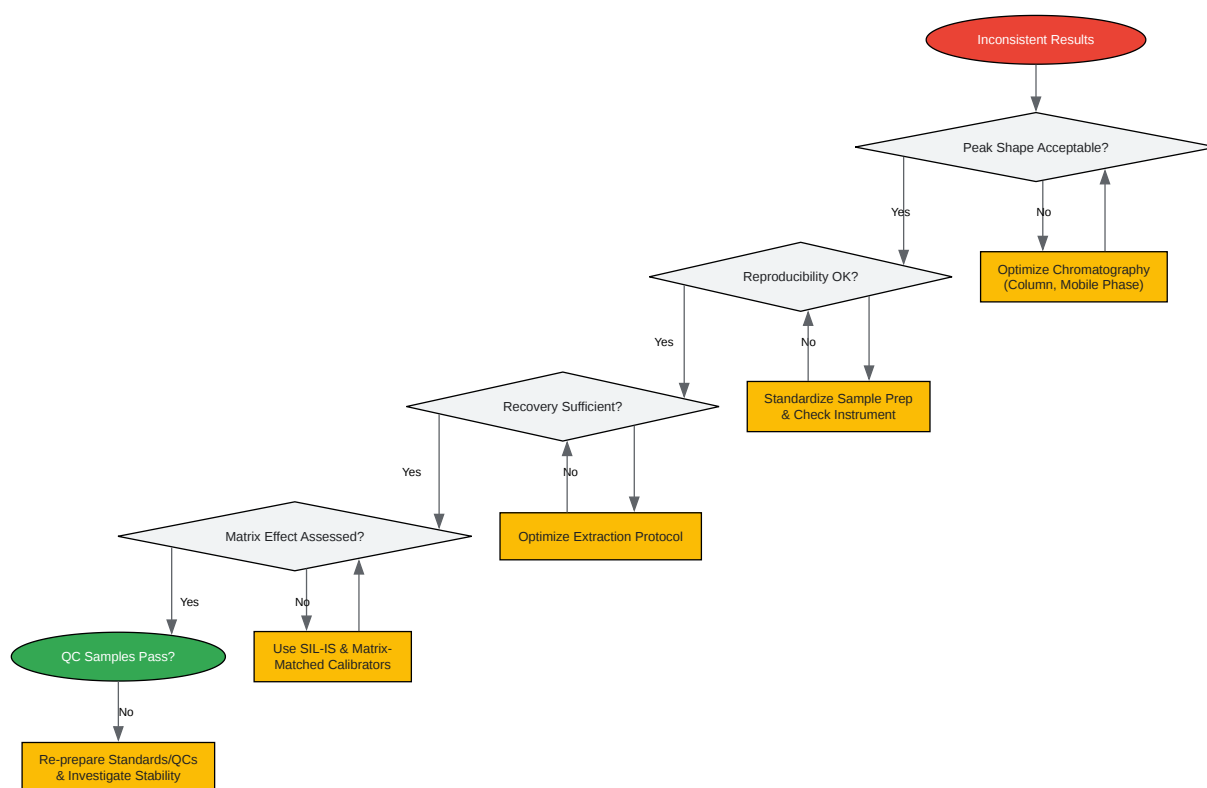 Inconsistent Results
Peak Shape Acceptable?
Yes
No
Reproducibility OK?
Optimize Chromatography
(Column, Mobile Phase)
Yes
No
Recovery Sufficient?
Standardize Sample Prep
& Check Instrument
Yes
No
Matrix Effect Assessed?
Optimize Extraction Protocol
Yes
No
QC Samples Pass?
Use SIL-IS & Matrix-
Matched Calibrators
No
Re-prepare Standards/QCs
& Investigate Stability